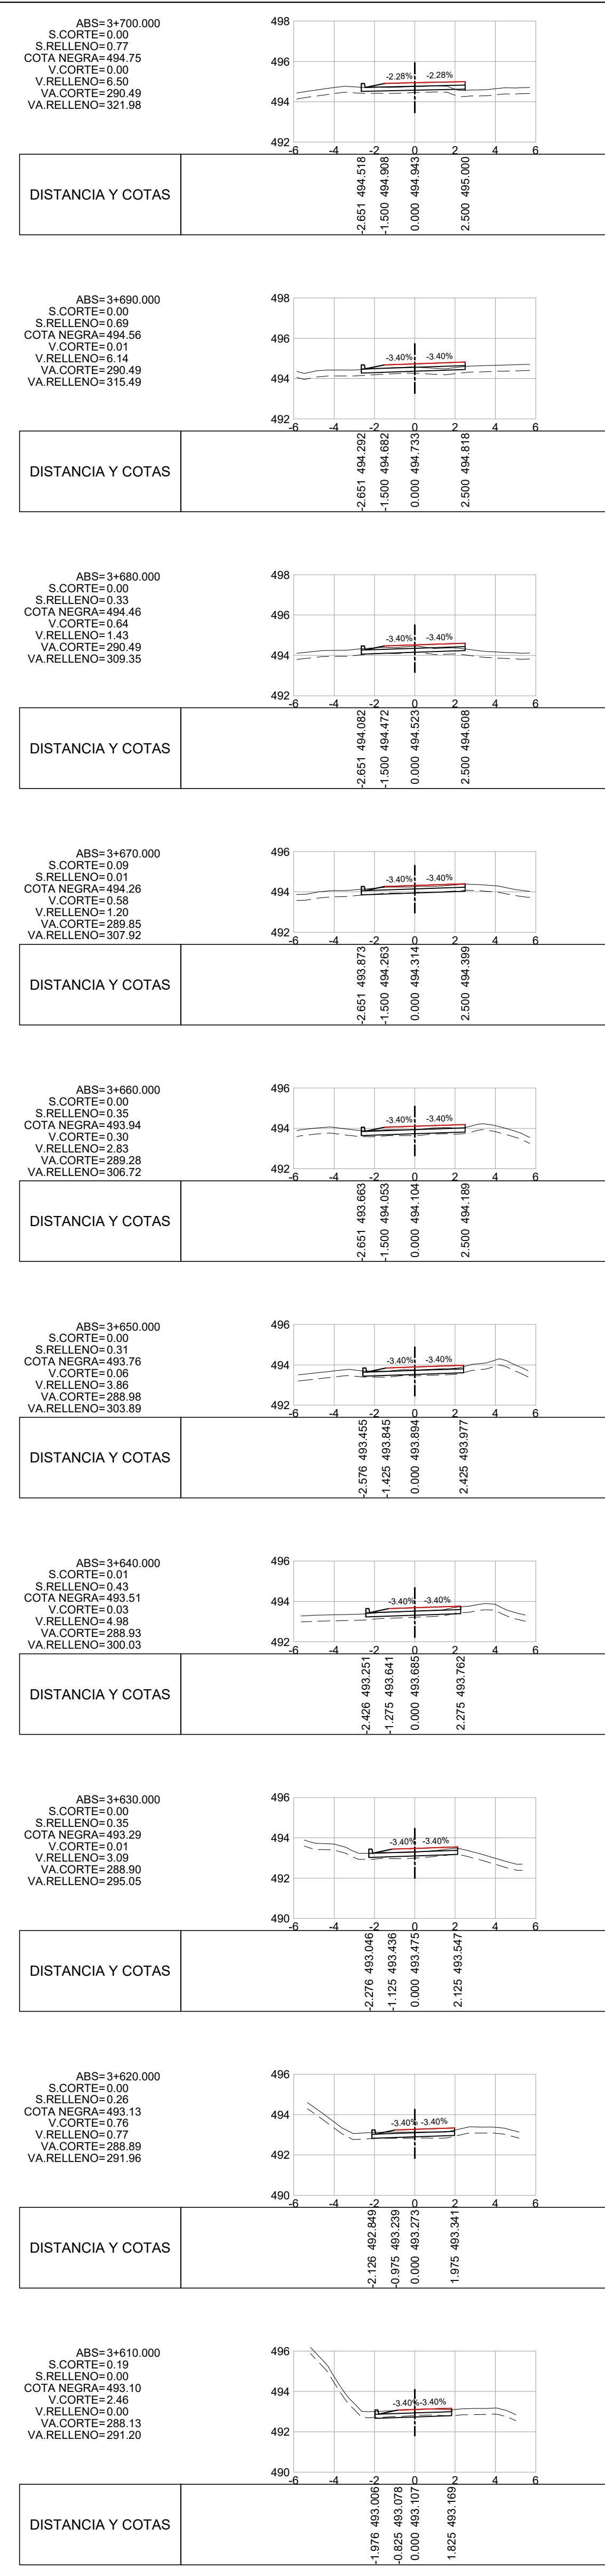 ABS=3+700.000
S.CORTE=0.00
S.RELLENO=0.77
COTA NEGRA=494.75
V.CORTE=0.00
V.RELLENO=6.50
VA.CORTE=290.49
VA.RELLENO=321.98
498
496
494
492
-2.28% -2.28%
-6 -4 -2 0 2 4 6
DISTANCIA Y COTAS
-2.651 494.518
-1.500 494.908
0.000 494.943
2.500 495.000
ABS=3+690.000
S.CORTE=0.00
S.RELLENO=0.69
COTA NEGRA=494.56
V.CORTE=0.01
V.RELLENO=6.14
VA.CORTE=290.49
VA.RELLENO=315.49
498
496
494
492
-3.40% -3.40%
-6 -4 -2 0 2 4 6
DISTANCIA Y COTAS
-2.651 494.292
-1.500 494.682
0.000 494.733
2.500 494.818
ABS=3+680.000
S.CORTE=0.00
S.RELLENO=0.33
COTA NEGRA=494.46
V.CORTE=0.64
V.RELLENO=1.43
VA.CORTE=290.49
VA.RELLENO=309.35
498
496
494
492
-3.40% -3.40%
-6 -4 -2 0 2 4 6
DISTANCIA Y COTAS
-2.651 494.082
-1.500 494.472
0.000 494.523
2.500 494.608
ABS=3+670.000
S.CORTE=0.09
S.RELLENO=0.01
COTA NEGRA=494.26
V.CORTE=0.58
V.RELLENO=1.20
VA.CORTE=289.85
VA.RELLENO=307.92
496
494
492
-3.40% -3.40%
-6 -4 -2 0 2 4 6
DISTANCIA Y COTAS
-2.651 493.873
-1.500 494.263
0.000 494.314
2.500 494.399
ABS=3+660.000
S.CORTE=0.00
S.RELLENO=0.35
COTA NEGRA=493.94
V.CORTE=0.30
V.RELLENO=2.83
VA.CORTE=289.28
VA.RELLENO=306.72
496
494
492
-3.40% -3.40%
-6 -4 -2 0 2 4 6
DISTANCIA Y COTAS
-2.651 493.663
-1.500 494.053
0.000 494.104
2.500 494.189
ABS=3+650.000
S.CORTE=0.00
S.RELLENO=0.31
COTA NEGRA=493.76
V.CORTE=0.06
V.RELLENO=3.86
VA.CORTE=288.98
VA.RELLENO=303.89
496
494
492
-3.40% -3.40%
-6 -4 -2 0 2 4 6
DISTANCIA Y COTAS
-2.576 493.455
-1.425 493.845
0.000 493.894
2.425 493.977
ABS=3+640.000
S.CORTE=0.01
S.RELLENO=0.43
COTA NEGRA=493.51
V.CORTE=0.03
V.RELLENO=4.98
VA.CORTE=288.93
VA.RELLENO=300.03
496
494
492
-3.40% -3.40%
-6 -4 -2 0 2 4 6
DISTANCIA Y COTAS
-2.426 493.251
-1.275 493.641
0.000 493.685
2.275 493.762
ABS=3+630.000
S.CORTE=0.00
S.RELLENO=0.35
COTA NEGRA=493.29
V.CORTE=0.01
V.RELLENO=3.09
VA.CORTE=288.90
VA.RELLENO=295.05
496
494
492
490
-3.40% -3.40%
-6 -4 -2 0 2 4 6
DISTANCIA Y COTAS
-2.276 493.046
-1.125 493.436
0.000 493.475
2.125 493.547
ABS=3+620.000
S.CORTE=0.00
S.RELLENO=0.26
COTA NEGRA=493.13
V.CORTE=0.76
V.RELLENO=0.77
VA.CORTE=288.89
VA.RELLENO=291.96
496
494
492
490
-3.40% -3.40%
-6 -4 -2 0 2 4 6
DISTANCIA Y COTAS
-2.126 492.849
-0.975 493.239
0.000 493.273
1.975 493.341
ABS=3+610.000
S.CORTE=0.19
S.RELLENO=0.00
COTA NEGRA=493.10
V.CORTE=2.46
V.RELLENO=0.00
VA.CORTE=288.13
VA.RELLENO=291.20
496
494
492
490
-3.40% -3.40%
-6 -4 -2 0 2 4 6
DISTANCIA Y COTAS
-1.976 493.006
-0.825 493.078
0.000 493.107
1.825 493.169